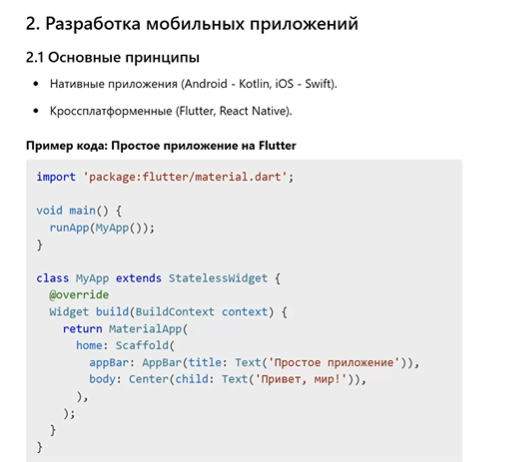 2. Разработка мобильных приложений
2.1 Основные принципы
• Нативные приложения (Android - Kotlin, iOS - Swift).
• Кроссплатформенные (Flutter, React Native).
Пример кода: Простое приложение на Flutter
import 'package:flutter/material.dart';
void main() {
  runApp(MyApp());
}
class MyApp extends StatelessWidget {
  @override
  Widget build(BuildContext context) {
    return MaterialApp(
      home: Scaffold(
        appBar: AppBar(title: Text('Простое приложение')),
        body: Center(child: Text('Привет, мир!')),
      ),
    );
  }
}